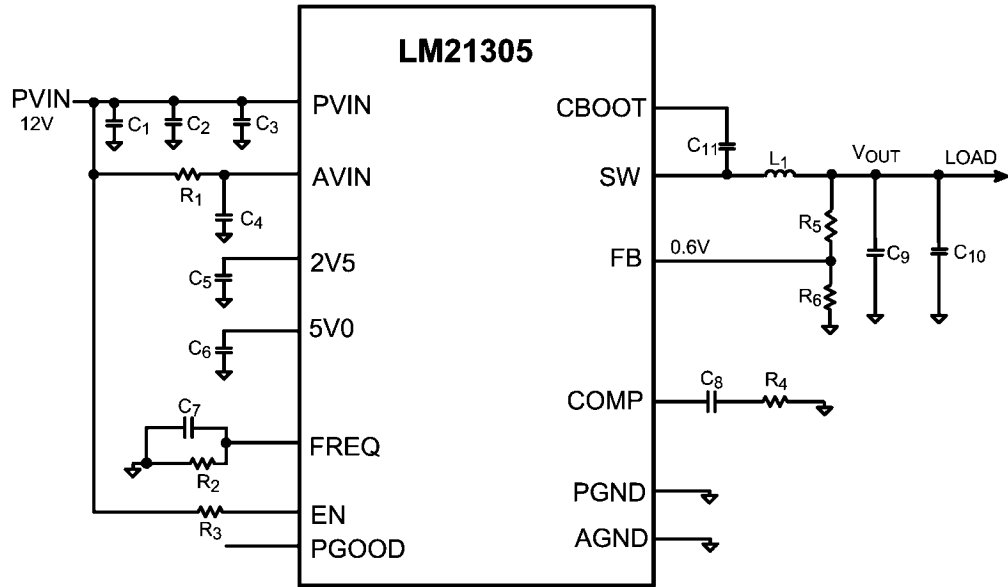 LM21305
PVIN
12V
C1
C2
C3
PVIN
R1
C4
AVIN
C5
2V5
C6
5V0
C7
R2
FREQ
R3
EN
PGOOD
CBOOT
C11
SW
L1
VOUT
LOAD
R5
FB
0.6V
R6
C9
C10
COMP
C8
R4
PGND
AGND